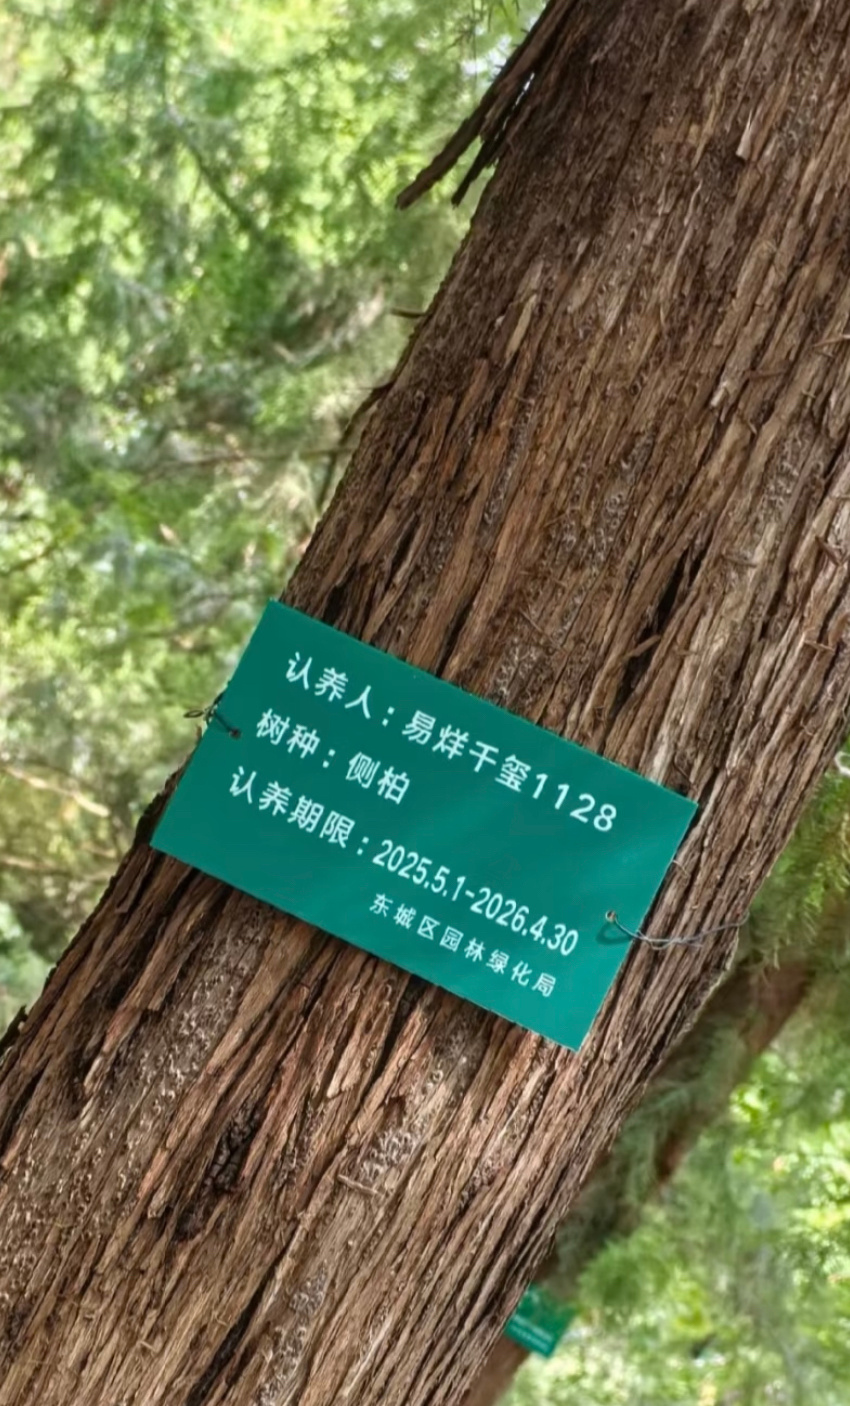 认养人：易烊千玺1128
树种：侧柏
认养期限：2025.5.1-2026.4.30
东城区园林绿化局